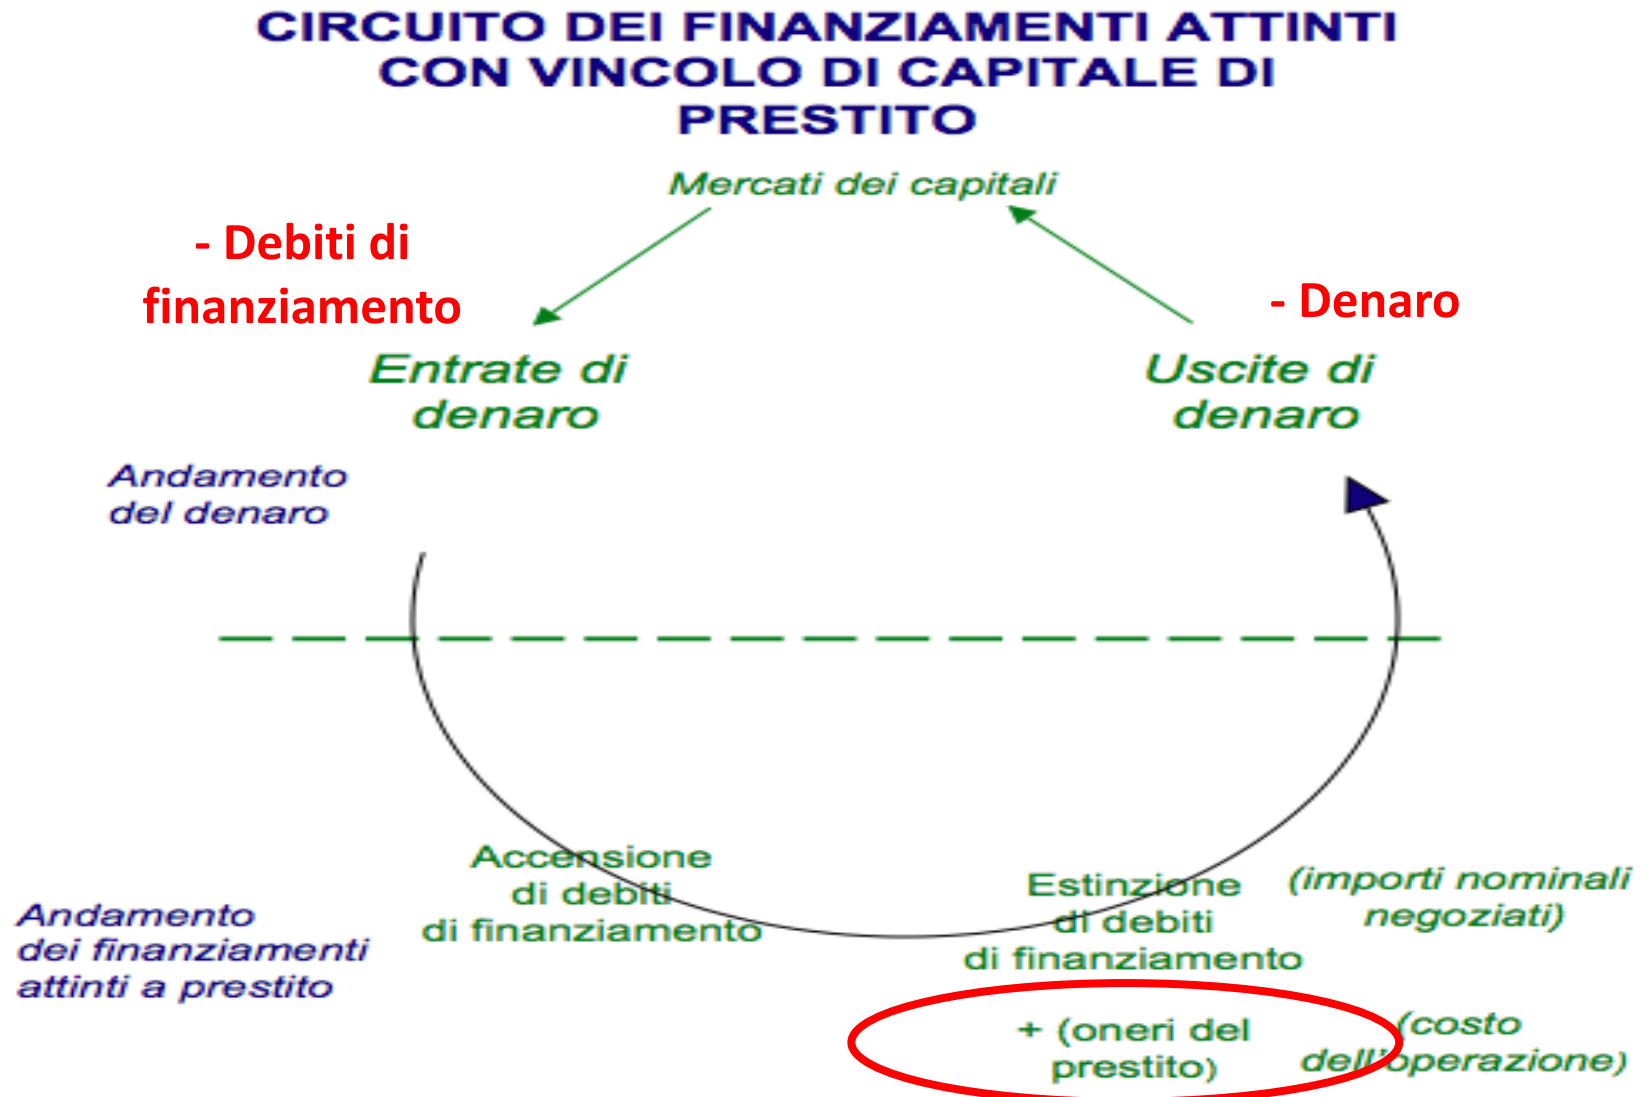 CIRCUITO DEI FINANZIAMENTI ATTINTI
CON VINCOLO DI CAPITALE DI
PRESTITO
Mercati dei capitali
- Debiti di
finanziamento
- Denaro
Entrate di
denaro
Uscite di
denaro
Andamento
del denaro
Accensione
di debiti
di finanziamento
Estinzione
di debiti
di finanziamento
(importi nominali
negoziati)
Andamento
dei finanziamenti
attinti a prestito
+ (oneri del
prestito)
(costo
dell'operazione)